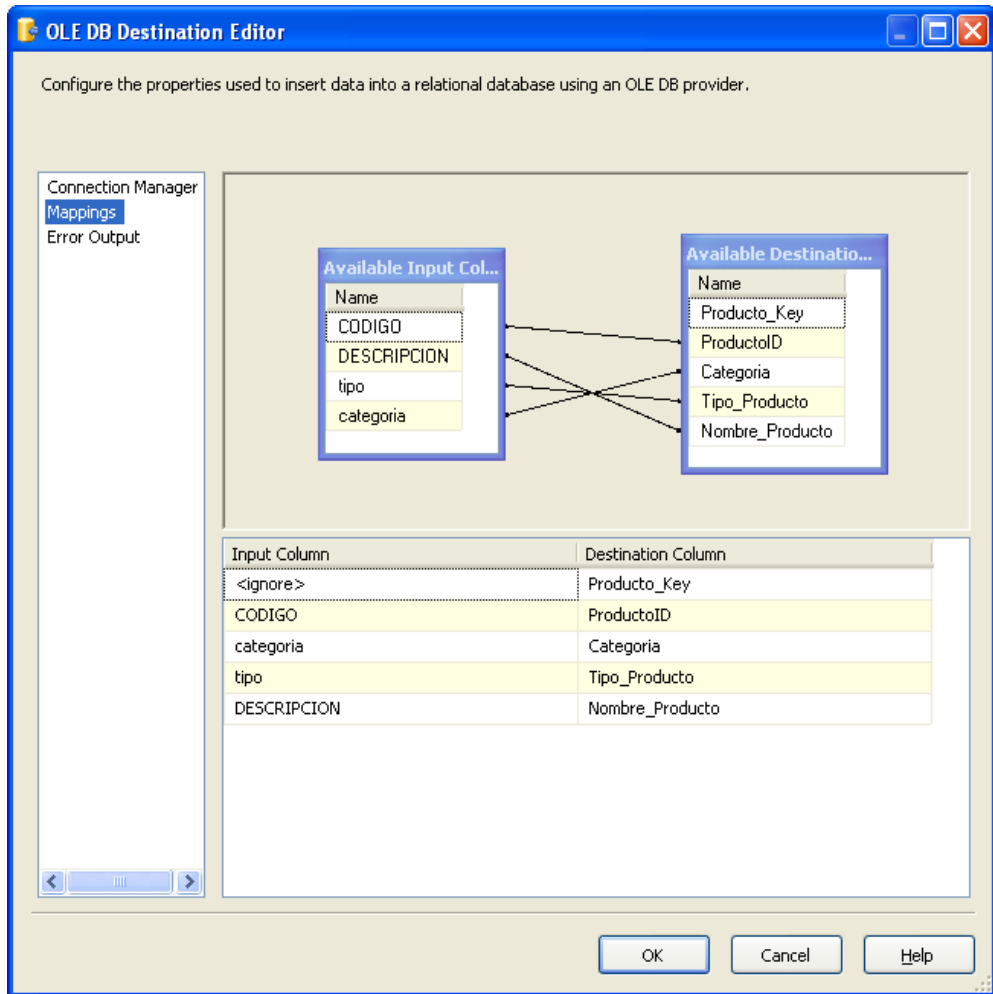 OLE DB Destination Editor
Configure the properties used to insert data into a relational database using an OLE DB provider.
Connection Manager
Mappings
Error Output
Available Input Col...
Name
CODIGO
DESCRIPCION
tipo
categoria
Available Destinatio...
Name
Producto_Key
ProductoID
Categoria
Tipo_Producto
Nombre_Producto
Input Column Destination Column
<ignore> Producto_Key
CODIGO ProductoID
categoria Categoria
tipo Tipo_Producto
DESCRIPCION Nombre_Producto
OK Cancel Help